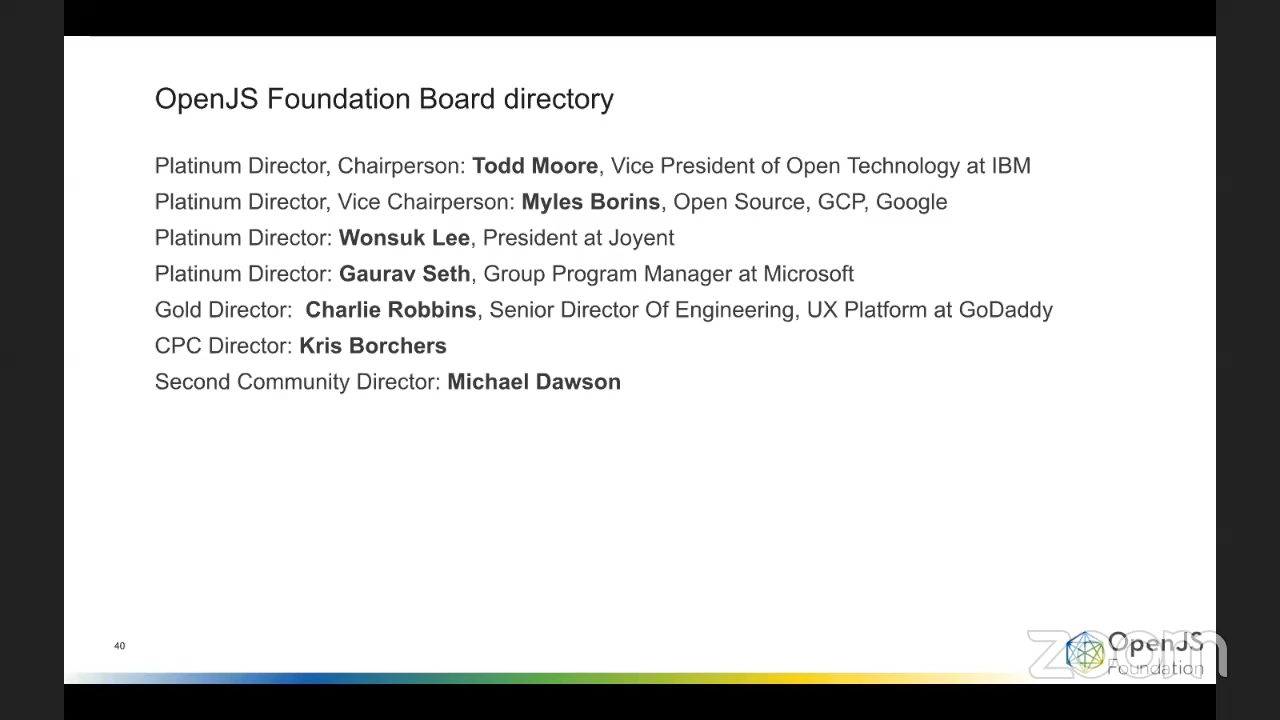 OpenJS Foundation Board directory
Platinum Director, Chairperson: Todd Moore, Vice President of Open Technology at IBM
Platinum Director, Vice Chairperson: Myles Borins, Open Source, GCP, Google
Platinum Director: Wonsuk Lee, President at Joyent
Platinum Director: Gaurav Seth, Group Program Manager at Microsoft
Gold Director: Charlie Robbins, Senior Director Of Engineering, UX Platform at GoDaddy
CPC Director: Kris Borchers
Second Community Director: Michael Dawson
40
OpenJS
Foundation
zoom